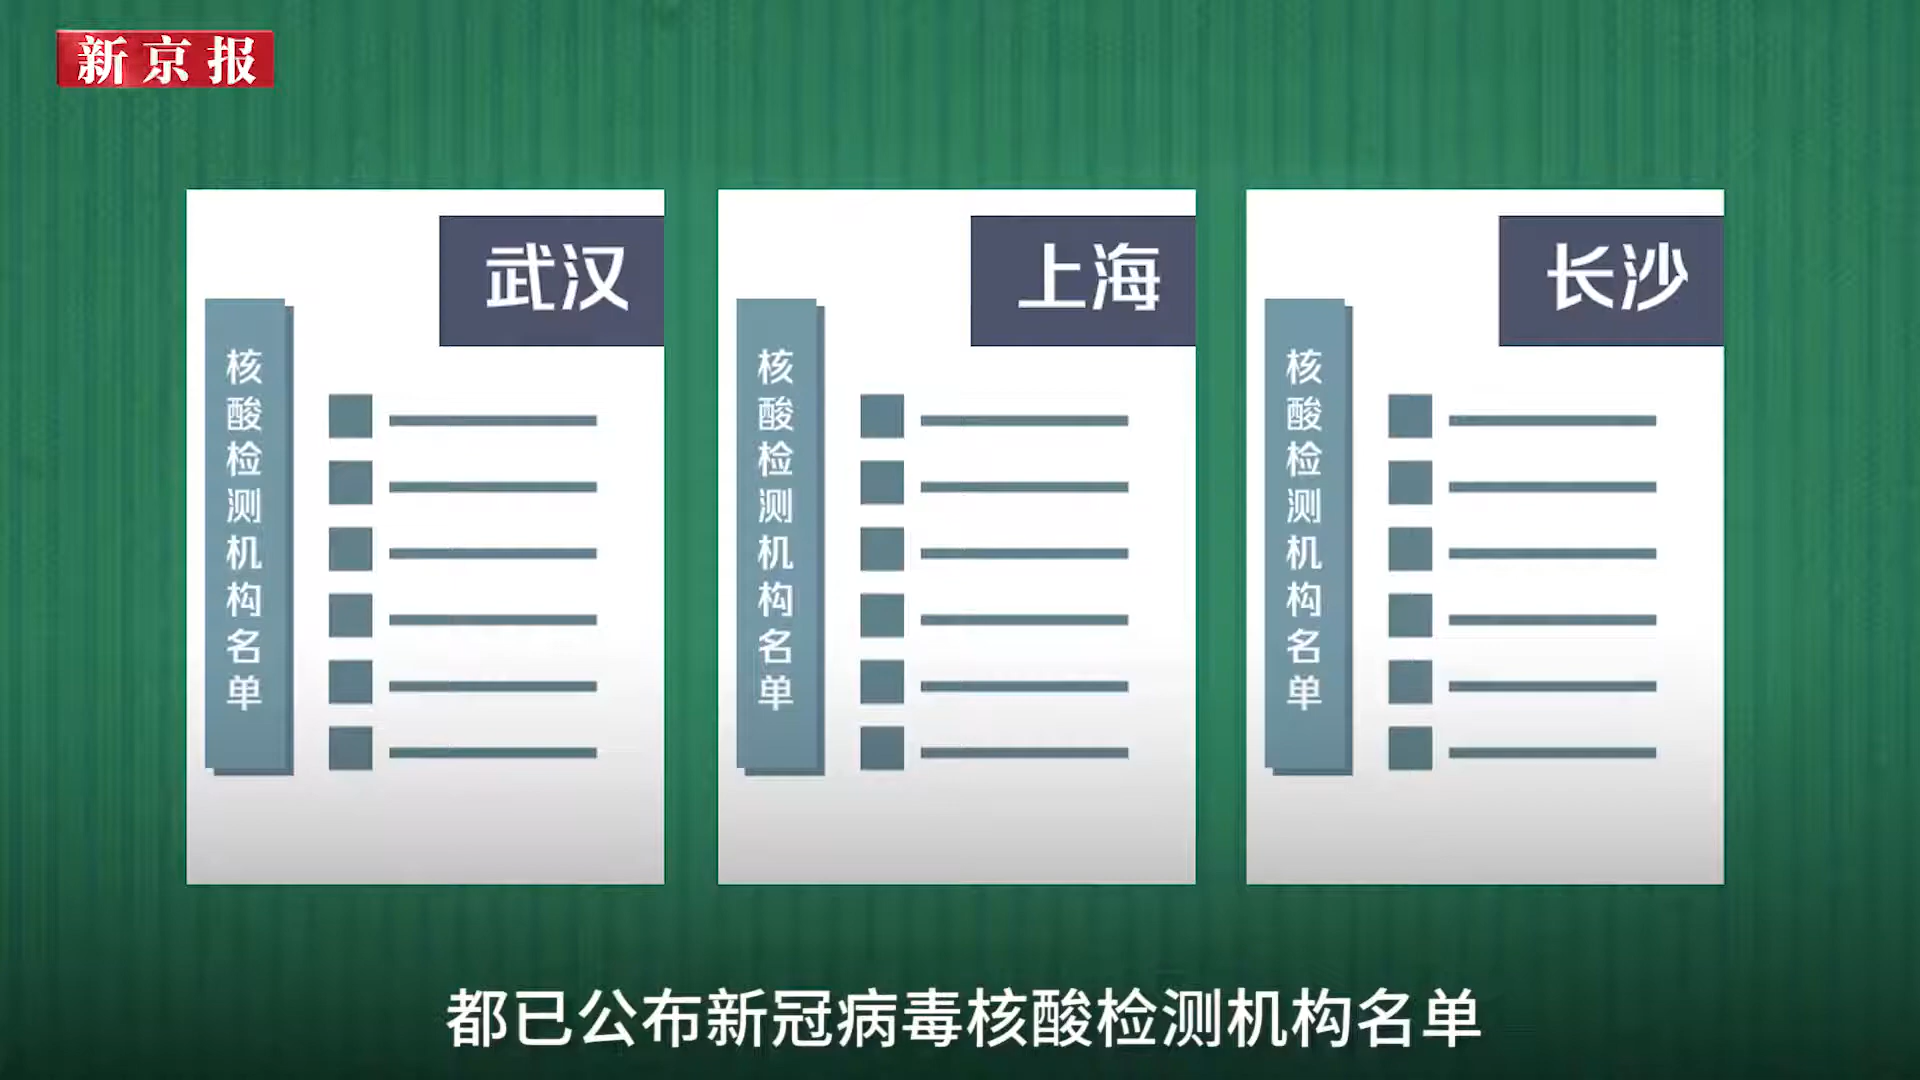 新京报
武汉
核酸检测机构名单
上海
核酸检测机构名单
长沙
核酸检测机构名单
都已公布新冠病毒核酸检测机构名单